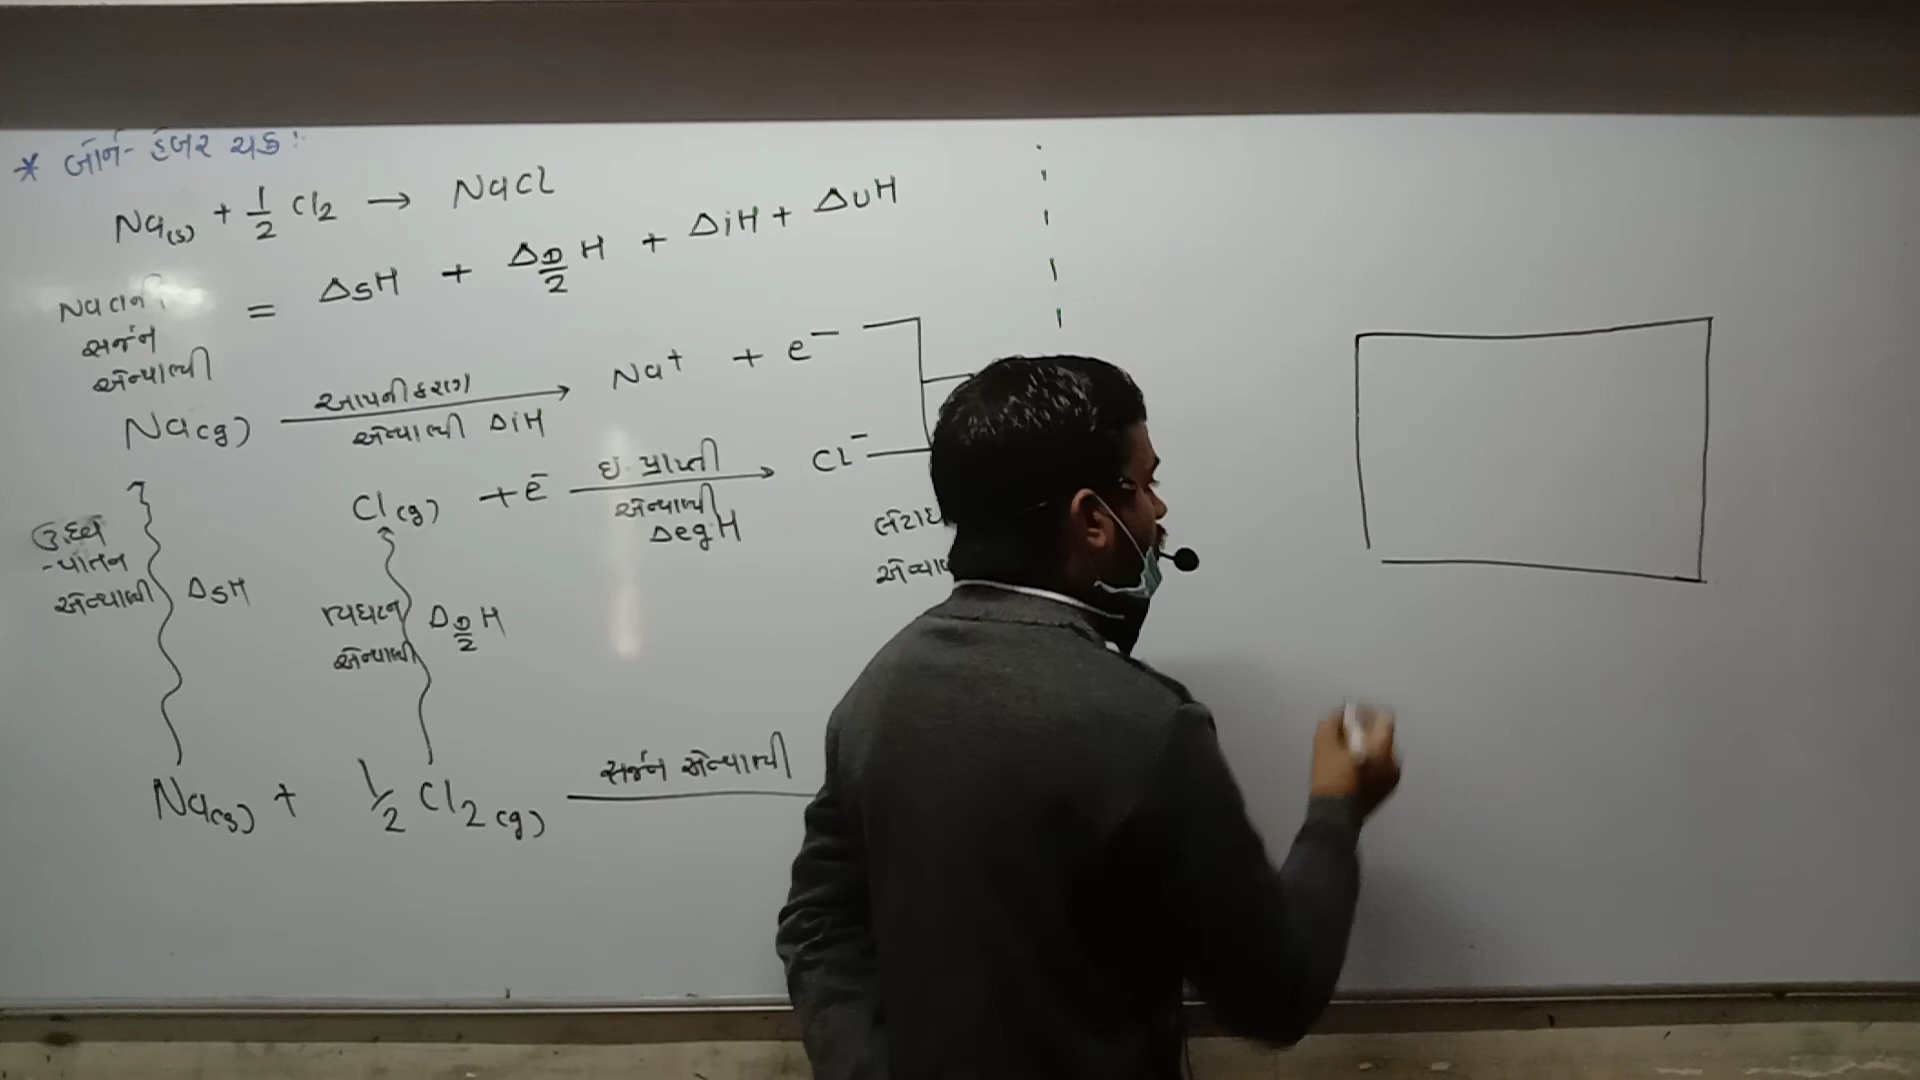 * બોર્ન-હેબર ચક્ર :
Na(s) + 1/2 Cl2 → NaCl
સર્જન
એન્થાલ્પી
= ΔsH + ΔD/2 H + ΔiH + ΔuH
Na(g) આયનીકરણ એન્થાલ્પી ΔiH → Na⁺ + e⁻
Cl(g) + e⁻ ઇ. પ્રાપ્તી એન્થાલ્પી ΔegH → Cl⁻
ઉર્ધ્વ
-પાતન
એન્થાલ્પી ΔsH
વિઘટન
એન્થાલ્પી ΔD/2 H
Na(s) + 1/2 Cl2(g) સર્જન એન્થાલ્પી